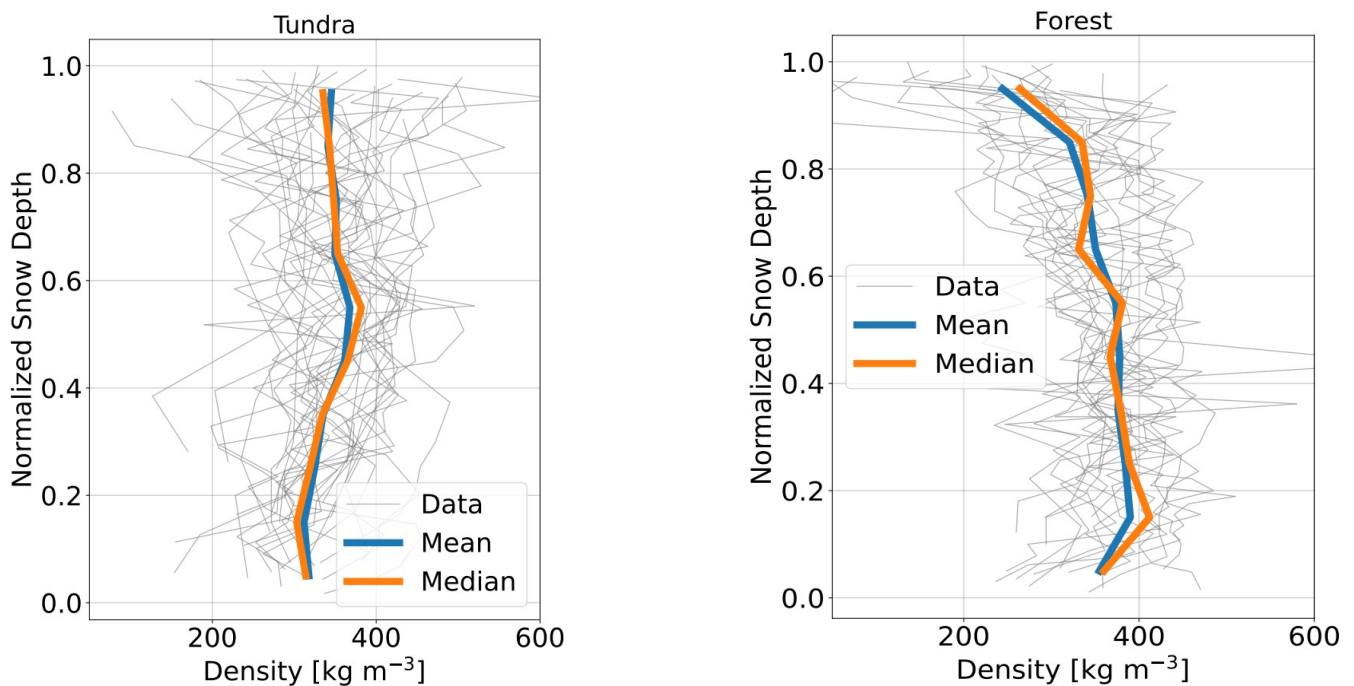 Tundra
1.0
0.8
0.6
0.4
0.2
0.0
Normalized Snow Depth
Data
Mean
Median
200
400
600
Density [kg m⁻³]
Forest
1.0
0.8
0.6
0.4
0.2
0.0
Normalized Snow Depth
Data
Mean
Median
200
400
600
Density [kg m⁻³]